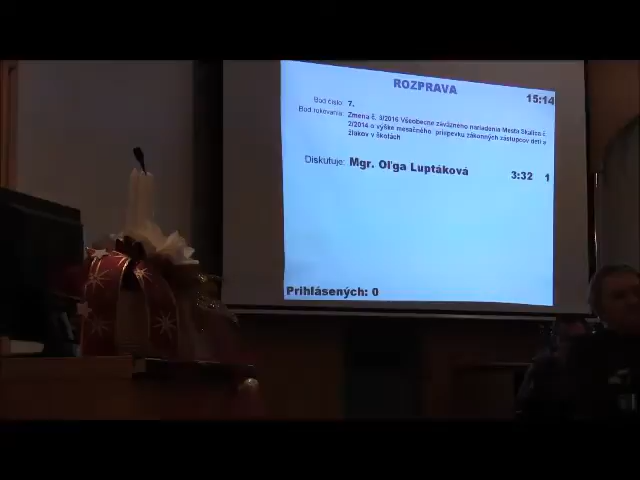 ROZPRAVA
15:14
Bod číslo: 7.
Bod rokovania: Zmena č. 3/2016 Všeobecne záväzného nariadenia Mesta Skalica č.
2/2014 o výške mesačného príspevku zákonných zástupcov detí a
žiakov v školách
Diskutuje: Mgr. Oľga Luptáková 3:32 1
Prihlásených: 0